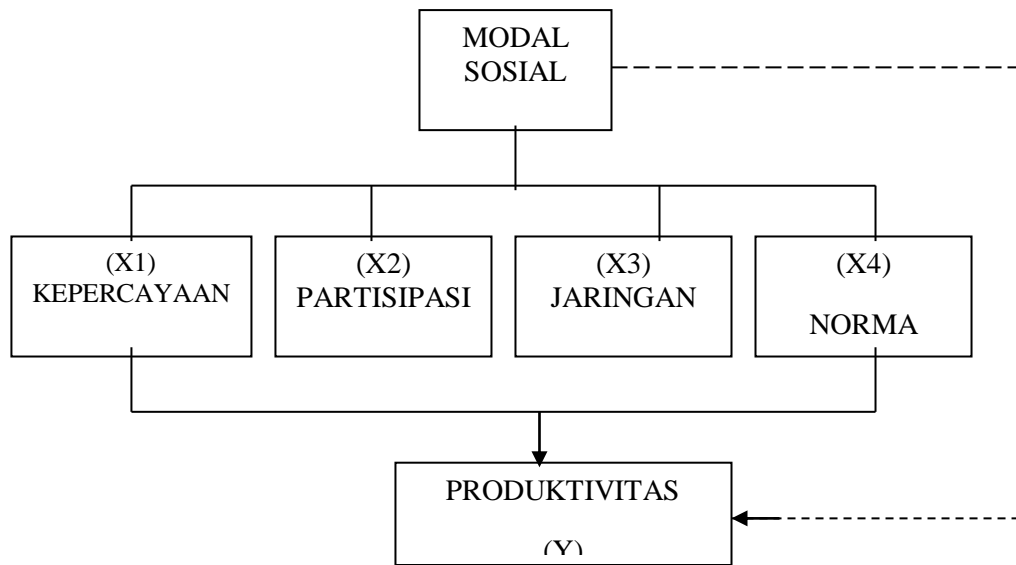 MODAL
SOSIAL
(X1)
KEPERCAYAAN
(X2)
PARTISIPASI
(X3)
JARINGAN
(X4)
NORMA
PRODUKTIVITAS
(Y)